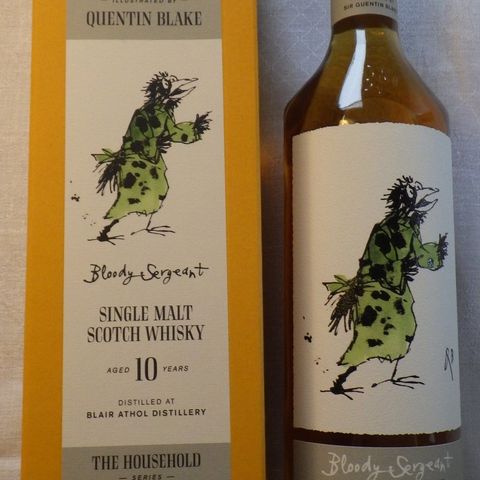 ILLUSTRATED BY
QUENTIN BLAKE
Bloody Sergeant
SINGLE MALT
SCOTCH WHISKY
AGED 10 YEARS
DISTILLED AT
BLAIR ATHOL DISTILLERY
THE HOUSEHOLD
— SERIES —
SIR QUENTIN BLAKE
QB
Bloody Sergeant